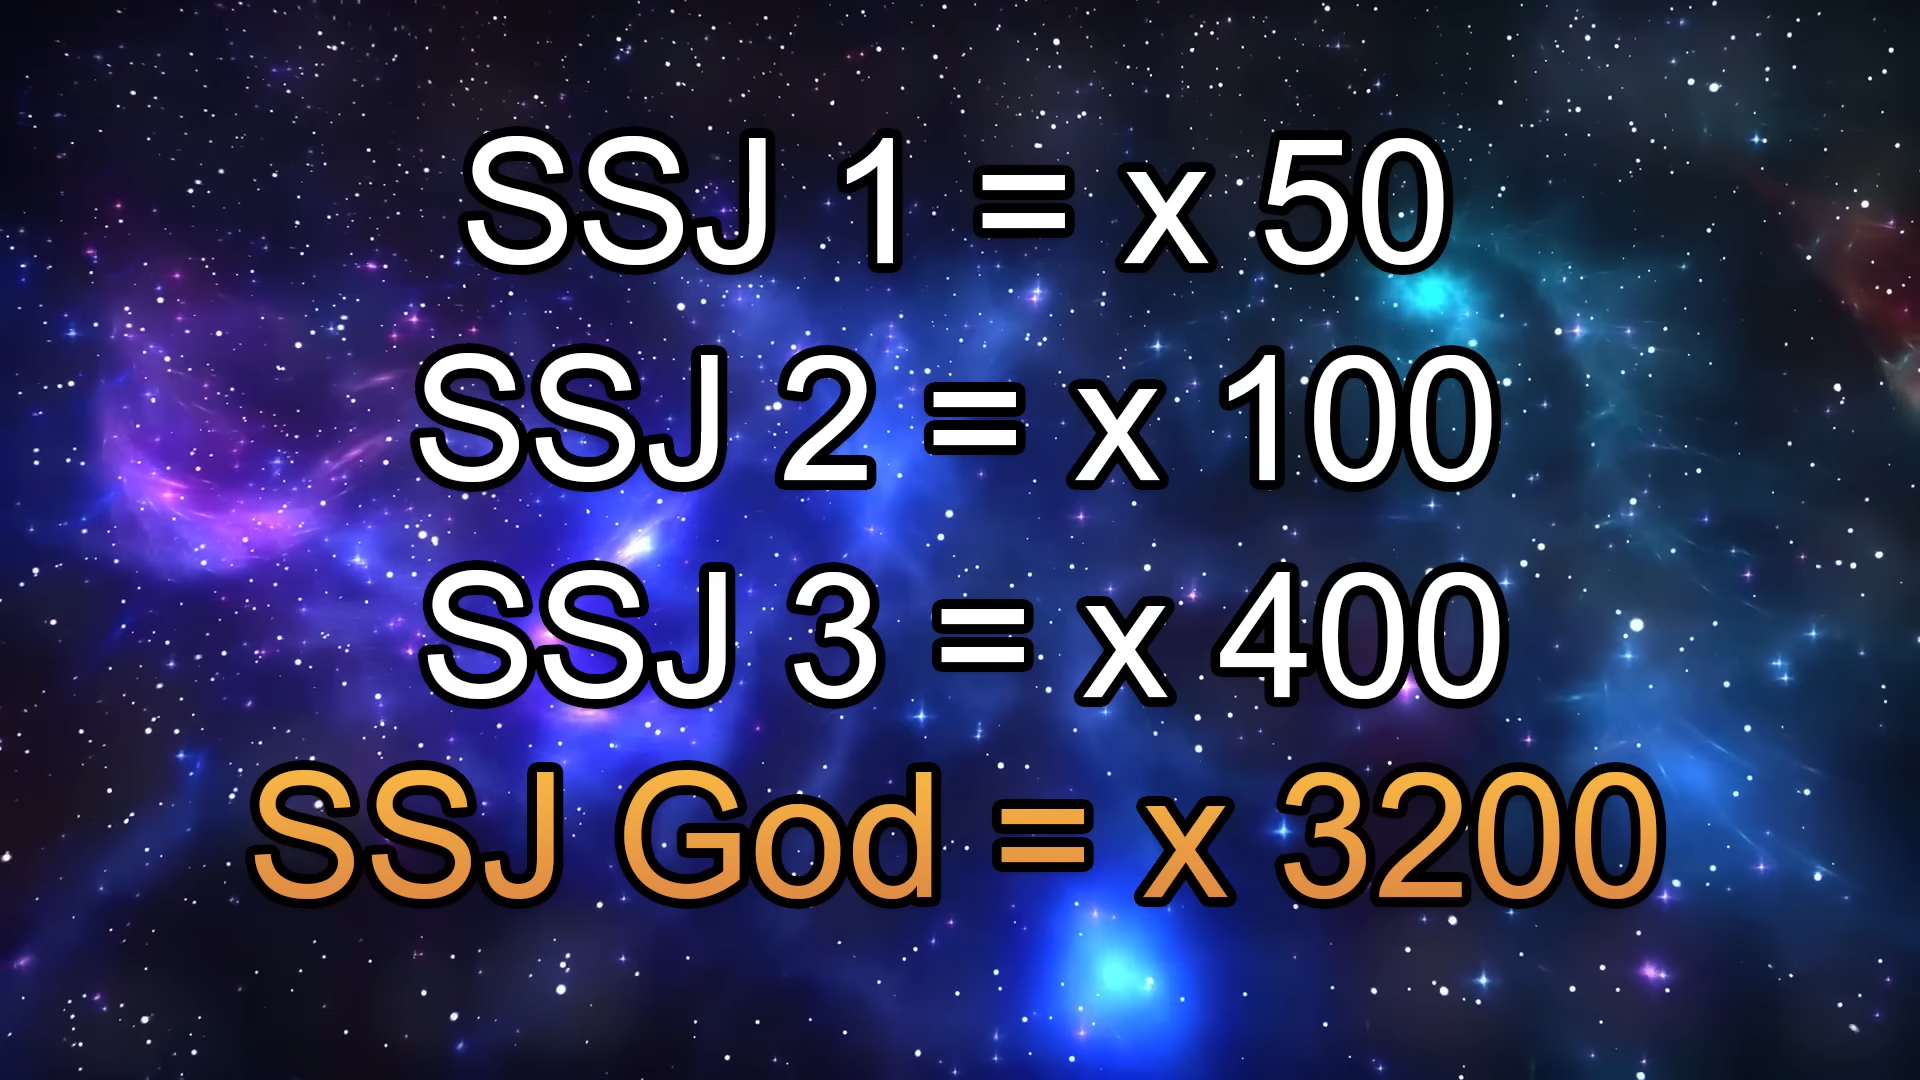 SSJ 1 = x 50
SSJ 2 = x 100
SSJ 3 = x 400
SSJ God = x 3200